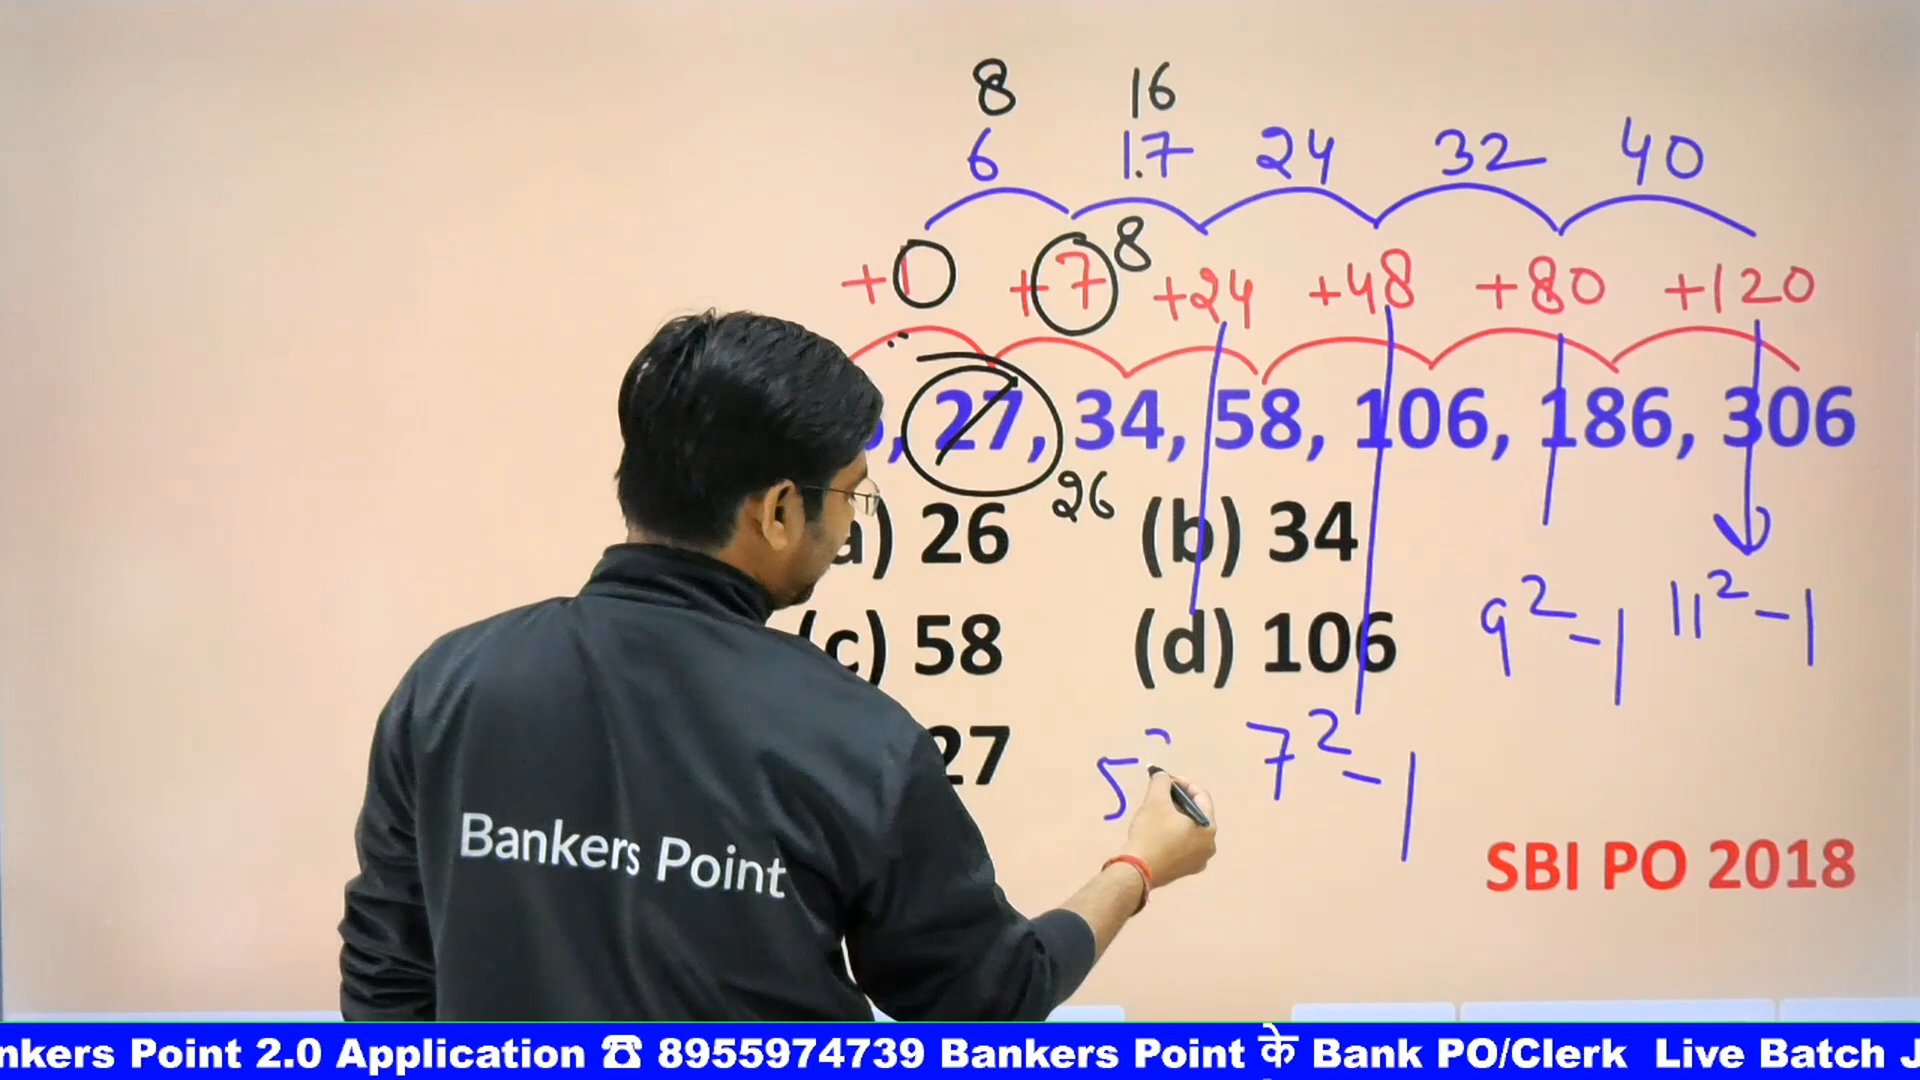 8 16
6 1.7 24 32 40
8
+1 0 +7 +24 +48 +80 +120
, 27, 34, 58, 106, 186, 306
26
a) 26 (b) 34
(c) 58 (d) 106
9²-1 11²-1
27 5² 7²-1
Bankers Point
SBI PO 2018
nkers Point 2.0 Application ☎ 8955974739 Bankers Point के Bank PO/Clerk Live Batch J